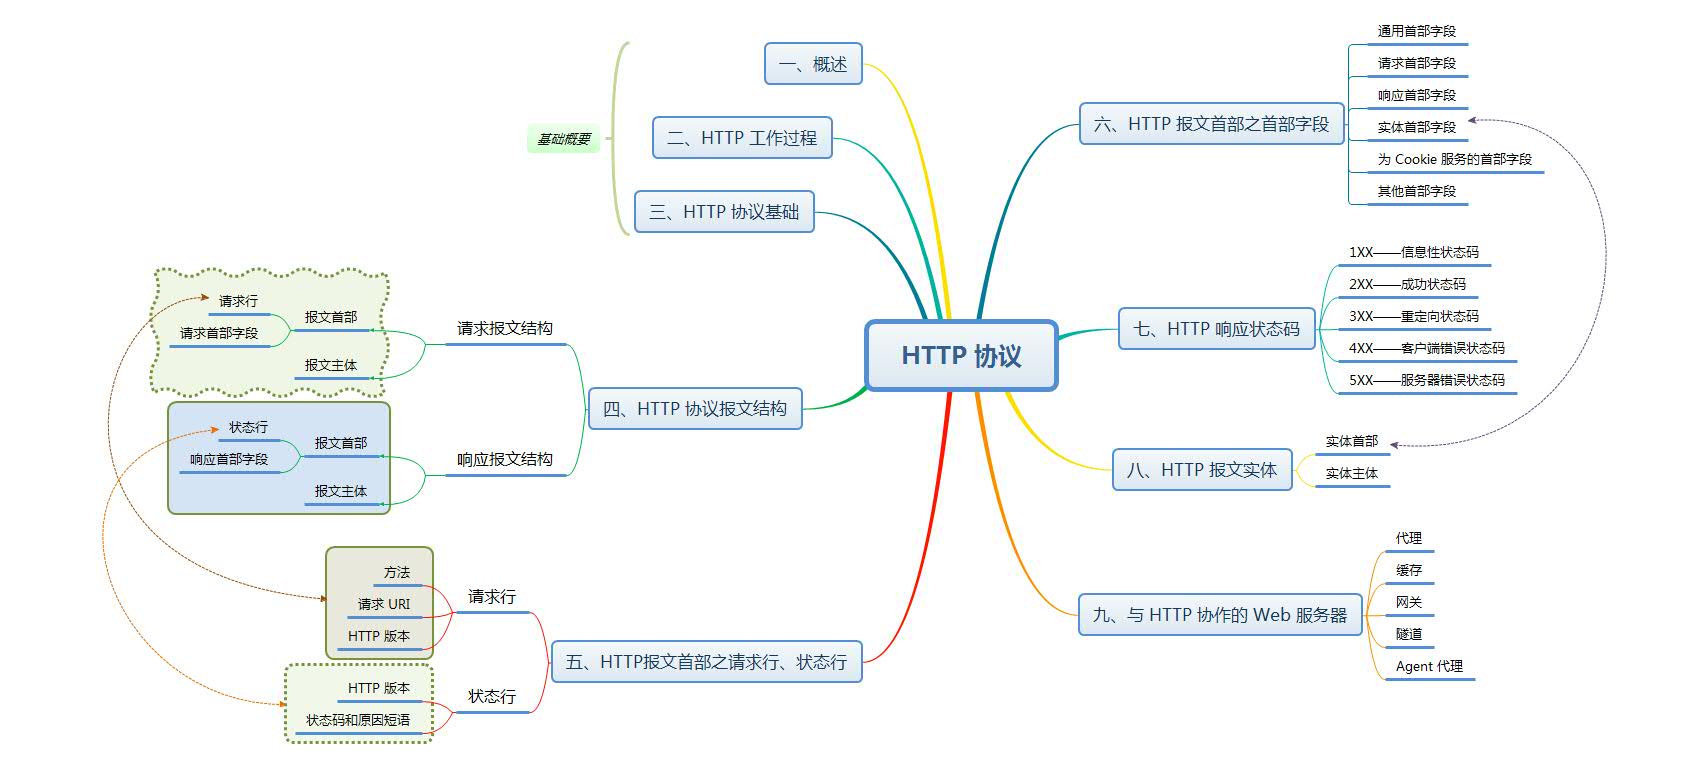 HTTP 协议
基础概要
一、概述
二、HTTP 工作过程
三、HTTP 协议基础
四、HTTP 协议报文结构
请求报文结构
报文首部
请求行
请求首部字段
报文主体
响应报文结构
报文首部
状态行
响应首部字段
报文主体
五、HTTP报文首部之请求行、状态行
请求行
方法
请求 URI
HTTP 版本
状态行
HTTP 版本
状态码和原因短语
六、HTTP 报文首部之首部字段
通用首部字段
请求首部字段
响应首部字段
实体首部字段
为 Cookie 服务的首部字段
其他首部字段
七、HTTP 响应状态码
1XX——信息性状态码
2XX——成功状态码
3XX——重定向状态码
4XX——客户端错误状态码
5XX——服务器错误状态码
八、HTTP 报文实体
实体首部
实体主体
九、与 HTTP 协作的 Web 服务器
代理
缓存
网关
隧道
Agent 代理